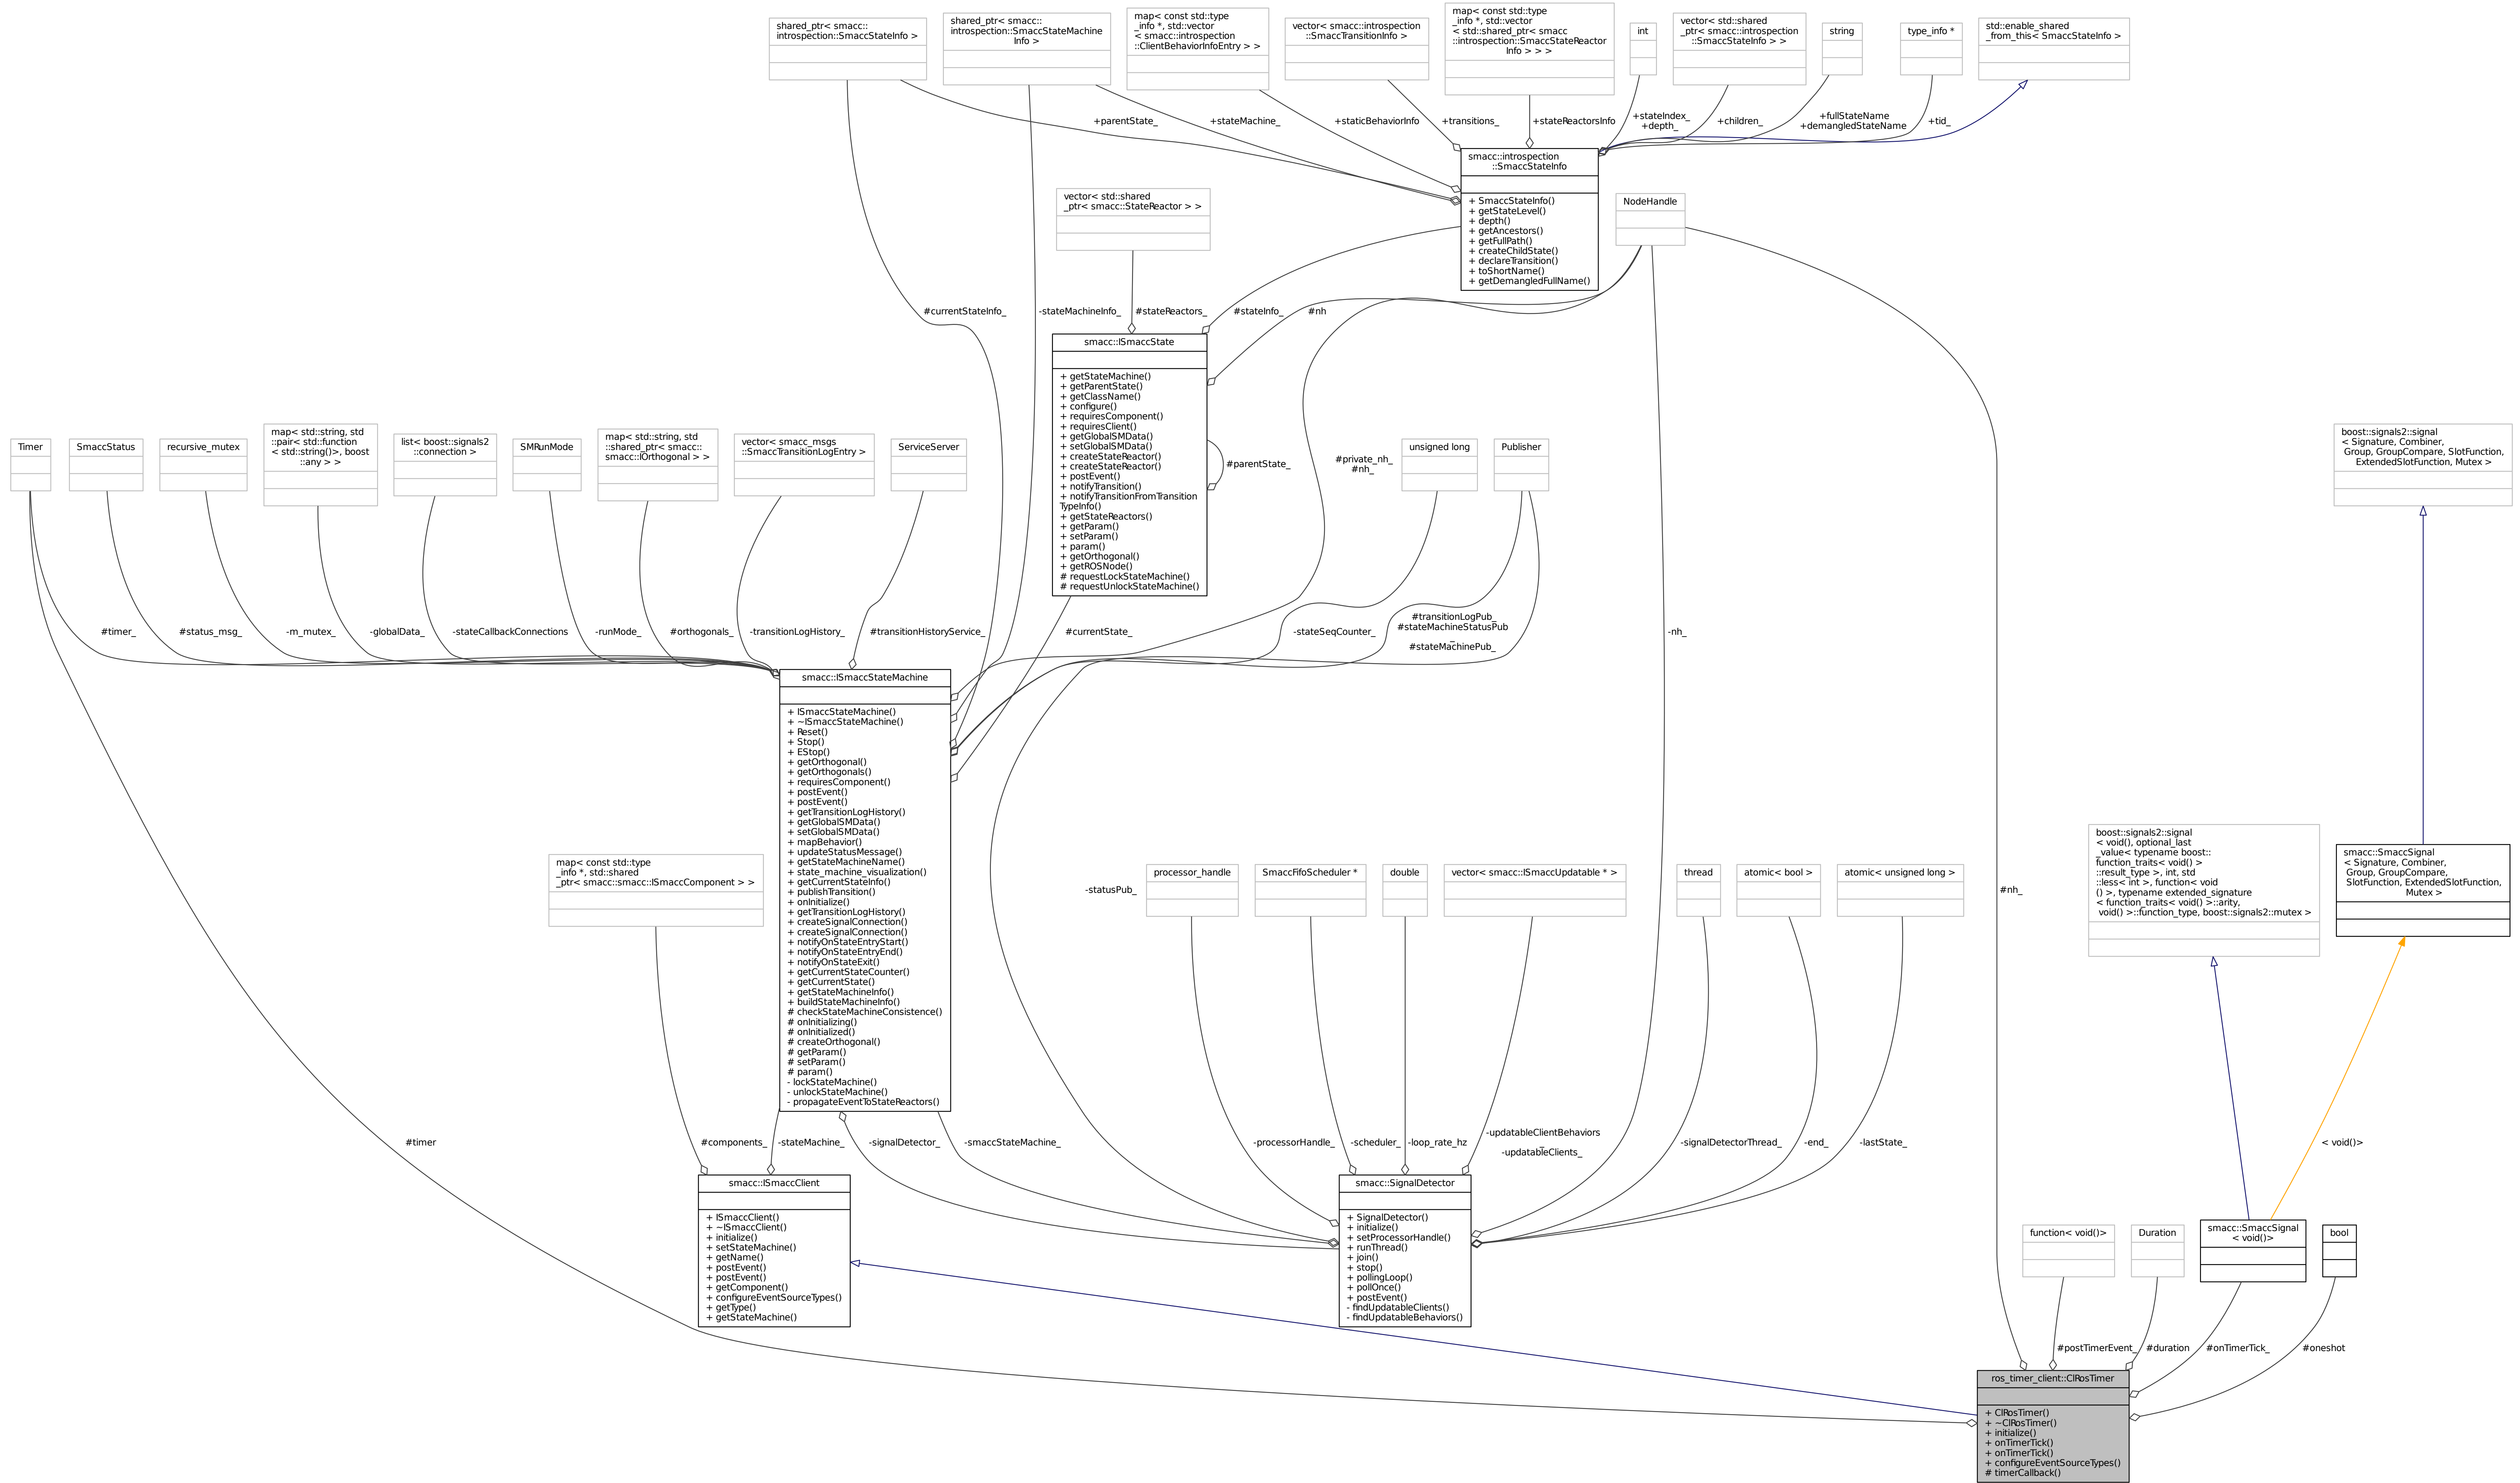 shared_ptr< smacc::
introspection::SmaccStateInfo >
shared_ptr< smacc::
introspection::SmaccStateMachine
Info >
map< const std::type
_info *, std::vector
< smacc::introspection
::ClientBehaviorInfoEntry > >
vector< smacc::introspection
::SmaccTransitionInfo >
map< const std::type
_info *, std::vector
< std::shared_ptr< smacc
::introspection::SmaccStateReactor
Info > > >
int
vector< std::shared
_ptr< smacc::introspection
::SmaccStateInfo > >
string
type_info *
std::enable_shared
_from_this< SmaccStateInfo >
+parentState_
+stateMachine_
+staticBehaviorInfo
+transitions_
+stateReactorsInfo
+stateIndex_
+depth_
+children_
+fullStateName
+demangledStateName
+tid_
smacc::introspection
::SmaccStateInfo
+ SmaccStateInfo()
+ getStateLevel()
+ depth()
+ getAncestors()
+ getFullPath()
+ createChildState()
+ declareTransition()
+ toShortName()
+ getDemangledFullName()
vector< std::shared
_ptr< smacc::StateReactor > >
NodeHandle
#currentStateInfo_
-stateMachineInfo_
#stateReactors_
#stateInfo_
#nh
smacc::ISmaccState
+ getStateMachine()
+ getParentState()
+ getClassName()
+ configure()
+ requiresComponent()
+ requiresClient()
+ getGlobalSMData()
+ setGlobalSMData()
+ createStateReactor()
+ createStateReactor()
+ postEvent()
+ notifyTransition()
+ notifyTransitionFromTransition
TypeInfo()
+ getStateReactors()
+ getParam()
+ setParam()
+ param()
+ getOrthogonal()
+ getROSNode()
# requestLockStateMachine()
# requestUnlockStateMachine()
#parentState_
#private_nh_
#nh_
Timer
SmaccStatus
recursive_mutex
map< std::string, std
::pair< std::function
< std::string()>, boost
::any > >
list< boost::signals2
::connection >
SMRunMode
map< std::string, std
::shared_ptr< smacc::
smacc::IOrthogonal > >
vector< smacc_msgs
::SmaccTransitionLogEntry >
ServiceServer
unsigned long
Publisher
boost::signals2::signal
< Signature, Combiner,
Group, GroupCompare, SlotFunction,
ExtendedSlotFunction, Mutex >
#timer_
#status_msg_
-m_mutex_
-globalData_
-stateCallbackConnections
-runMode_
#orthogonals_
-transitionLogHistory_
#transitionHistoryService_
#currentState_
-stateSeqCounter_
#transitionLogPub_
#stateMachineStatusPub
_
#stateMachinePub_
-nh_
smacc::ISmaccStateMachine
+ ISmaccStateMachine()
+ ~ISmaccStateMachine()
+ Reset()
+ Stop()
+ EStop()
+ getOrthogonal()
+ getOrthogonals()
+ requiresComponent()
+ postEvent()
+ postEvent()
+ getTransitionLogHistory()
+ getGlobalSMData()
+ setGlobalSMData()
+ mapBehavior()
+ updateStatusMessage()
+ getStateMachineName()
+ state_machine_visualization()
+ getCurrentStateInfo()
+ publishTransition()
+ onInitialize()
+ getTransitionLogHistory()
+ createSignalConnection()
+ createSignalConnection()
+ notifyOnStateEntryStart()
+ notifyOnStateEntryEnd()
+ notifyOnStateExit()
+ getCurrentStateCounter()
+ getCurrentState()
+ getStateMachineInfo()
+ buildStateMachineInfo()
# checkStateMachineConsistence()
# onInitializing()
# onInitialized()
# createOrthogonal()
# getParam()
# setParam()
# param()
- lockStateMachine()
- unlockStateMachine()
- propagateEventToStateReactors()
map< const std::type
_info *, std::shared
_ptr< smacc::smacc::ISmaccComponent > >
-statusPub_
processor_handle
SmaccFifoScheduler *
double
vector< smacc::ISmaccUpdatable * >
thread
atomic< bool >
atomic< unsigned long >
#nh_
boost::signals2::signal
< void(), optional_last
_value< typename boost::
function_traits< void() >
::result_type >, int, std
::less< int >, function< void
() >, typename extended_signature
< function_traits< void() >::arity,
void() >::function_type, boost::signals2::mutex >
smacc::SmaccSignal
< Signature, Combiner,
Group, GroupCompare,
SlotFunction, ExtendedSlotFunction,
Mutex >
#timer
#components_
-stateMachine_
-signalDetector_
-smaccStateMachine_
-processorHandle_
-scheduler_
-loop_rate_hz
-updatableClientBehaviors
_
-updatableClients_
-signalDetectorThread_
-end_
-lastState_
< void()>
smacc::ISmaccClient
+ ISmaccClient()
+ ~ISmaccClient()
+ initialize()
+ setStateMachine()
+ getName()
+ postEvent()
+ postEvent()
+ getComponent()
+ configureEventSourceTypes()
+ getType()
+ getStateMachine()
smacc::SignalDetector
+ SignalDetector()
+ initialize()
+ setProcessorHandle()
+ runThread()
+ join()
+ stop()
+ pollingLoop()
+ pollOnce()
+ postEvent()
- findUpdatableClients()
- findUpdatableBehaviors()
function< void()>
Duration
smacc::SmaccSignal
< void()>
bool
#postTimerEvent_
#duration
#onTimerTick_
#oneshot
ros_timer_client::ClRosTimer
+ ClRosTimer()
+ ~ClRosTimer()
+ initialize()
+ onTimerTick()
+ onTimerTick()
+ configureEventSourceTypes()
# timerCallback()